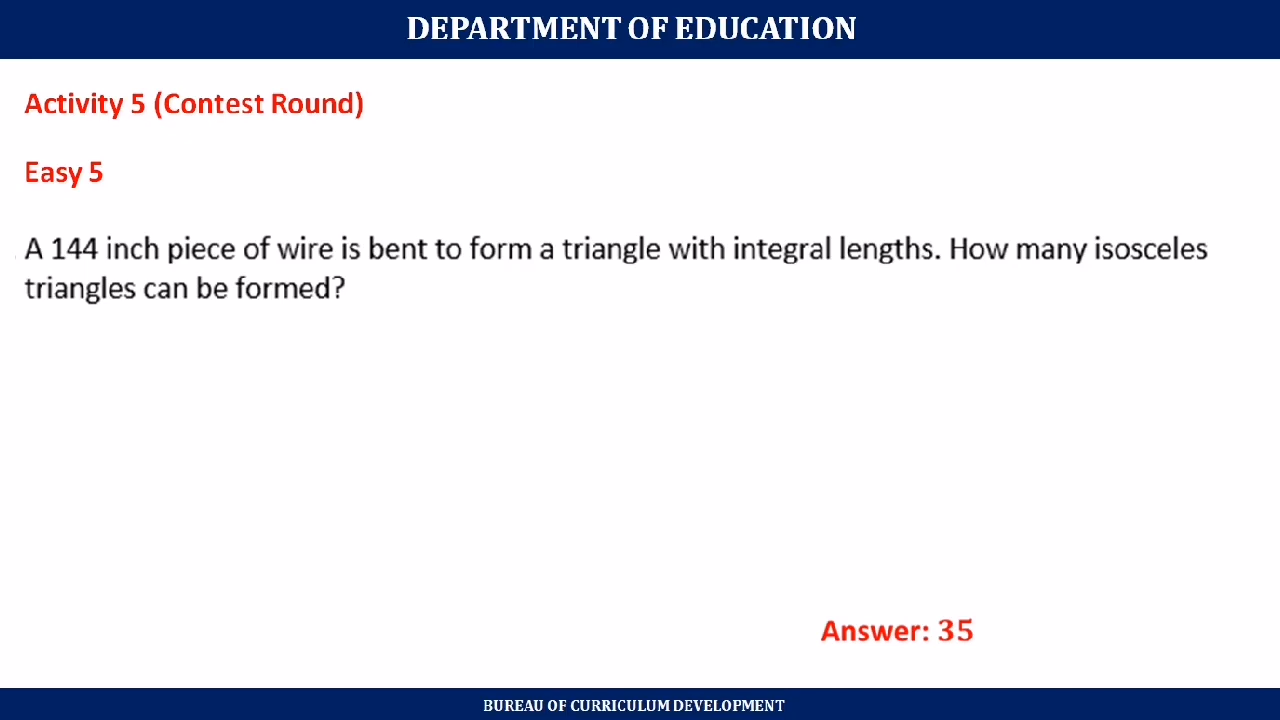 DEPARTMENT OF EDUCATION
Activity 5 (Contest Round)
Easy 5
A 144 inch piece of wire is bent to form a triangle with integral lengths. How many isosceles
triangles can be formed?
Answer: 35
BUREAU OF CURRICULUM DEVELOPMENT